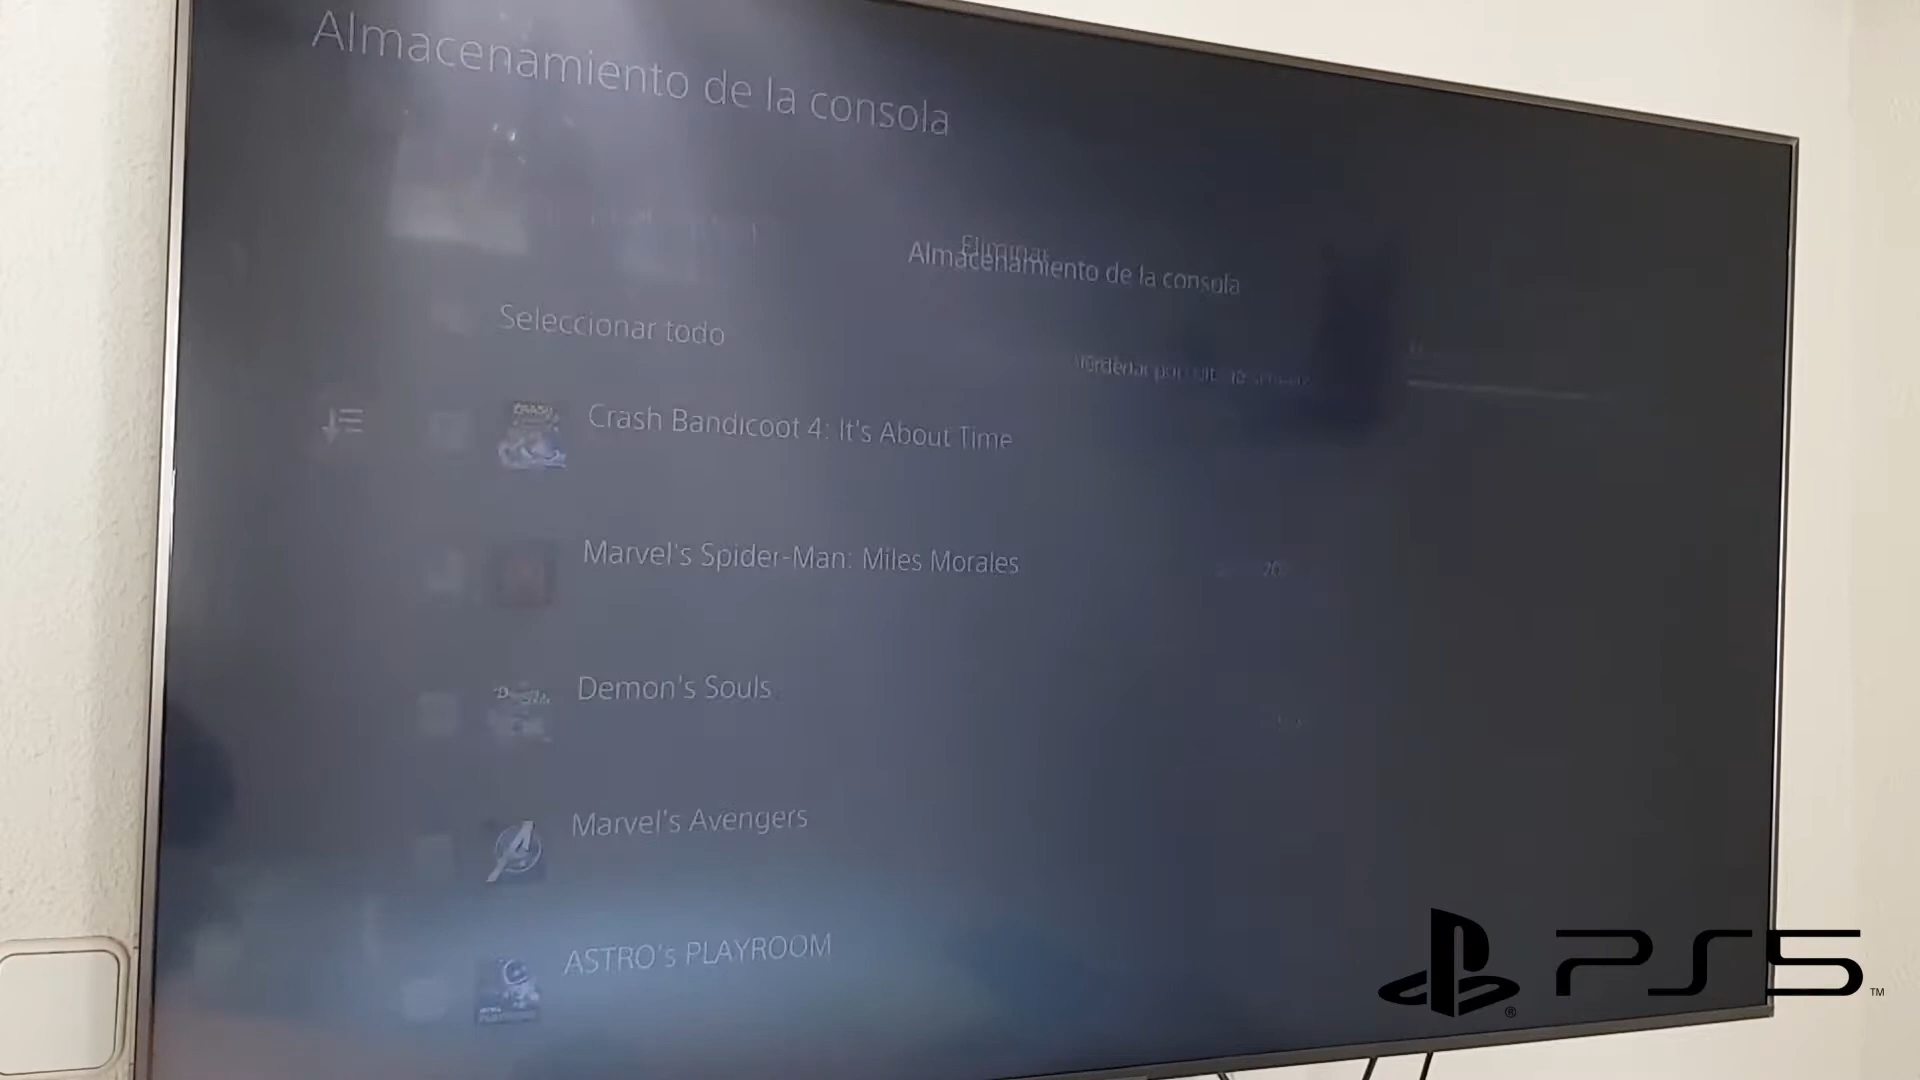 Almacenamiento de la consola
Eliminar
Almacenamiento de la consola
Seleccionar todo
Crash Bandicoot 4: It's About Time
Marvel's Spider-Man: Miles Morales
Demon's Souls
Marvel's Avengers
ASTRO's PLAYROOM
PS5